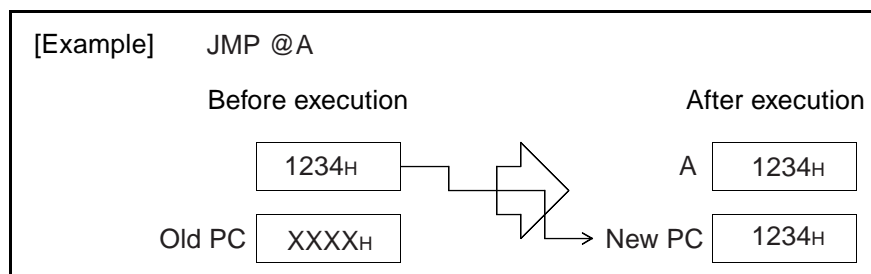 [Example] JMP @A
Before execution After execution
1234H A 1234H
Old PC XXXXH New PC 1234H